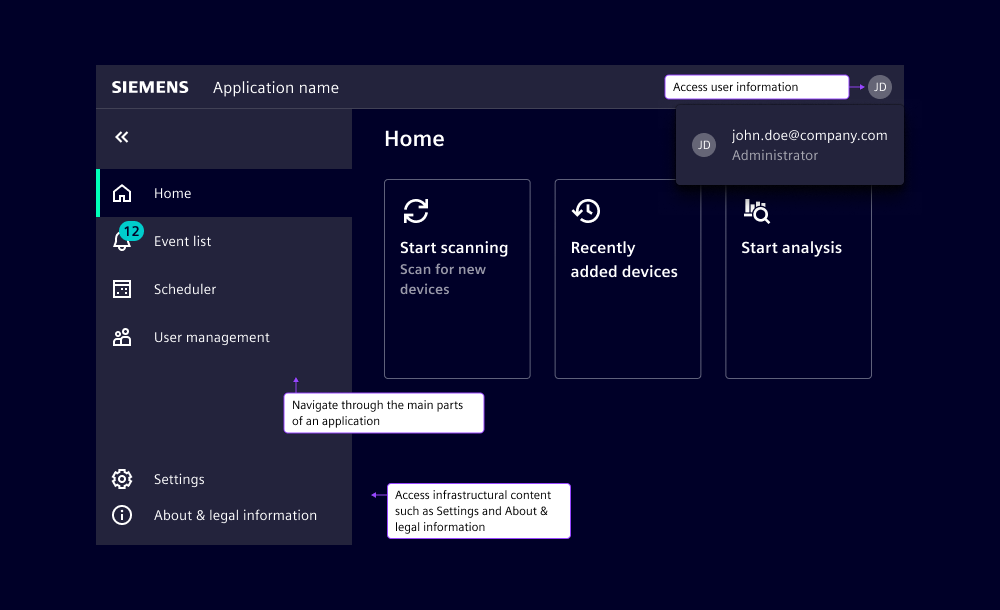 SIEMENS
Application name
Access user information
JD
JD
john.doe@company.com
Administrator
Home
Home
12
Event list
Scheduler
User management
Start scanning
Scan for new
devices
Recently
added devices
Start analysis
Navigate through the main parts
of an application
Settings
About & legal information
Access infrastructural content
such as Settings and About &
legal information